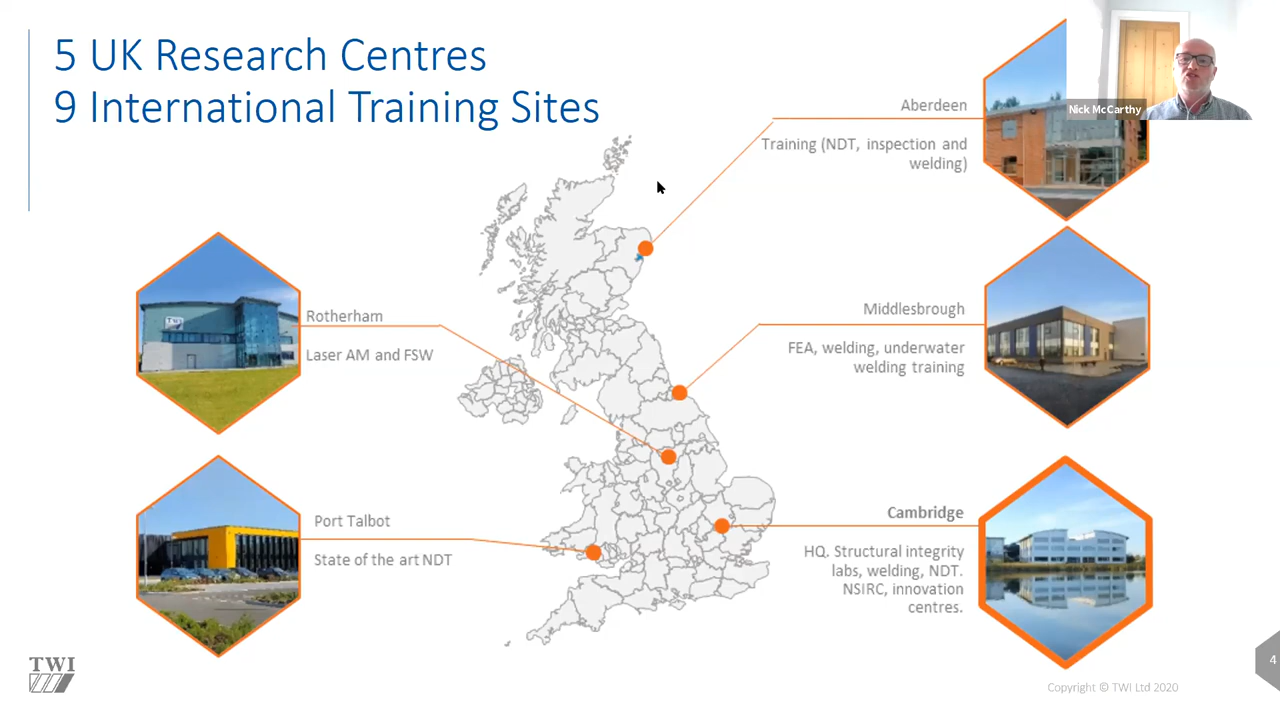 5 UK Research Centres
9 International Training Sites
Nick McCarthy
Aberdeen
Training (NDT, inspection and
welding)
TWI
Rotherham
Laser AM and FSW
Middlesbrough
FEA, welding, underwater
welding training
Port Talbot
State of the art NDT
Cambridge
HQ. Structural integrity
labs, welding, NDT.
NSIRC, innovation
centres.
TWI
Copyright © TWI Ltd 2020
4